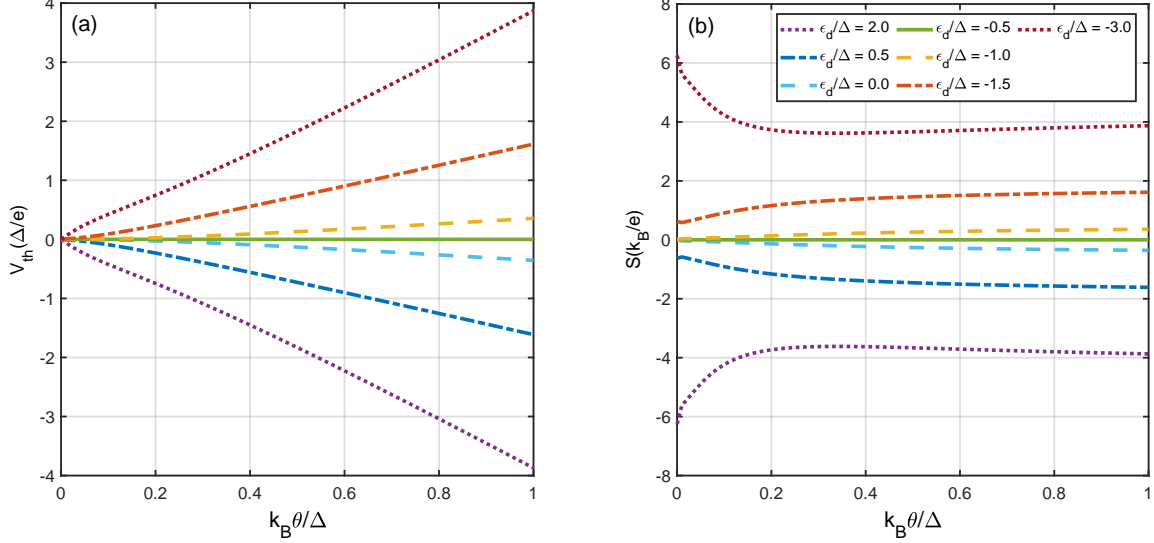 (a)
4
3
2
1
0
-1
-2
-3
-4
V_th(Δ/e)
0
0.2
0.4
0.6
0.8
1
k_Bθ/Δ
(b)
ϵ_d/Δ = 2.0
ϵ_d/Δ = -0.5
ϵ_d/Δ = -3.0
ϵ_d/Δ = 0.5
ϵ_d/Δ = -1.0
ϵ_d/Δ = 0.0
ϵ_d/Δ = -1.5
8
6
4
2
0
-2
-4
-6
-8
S(k_B/e)
0
0.2
0.4
0.6
0.8
1
k_Bθ/Δ